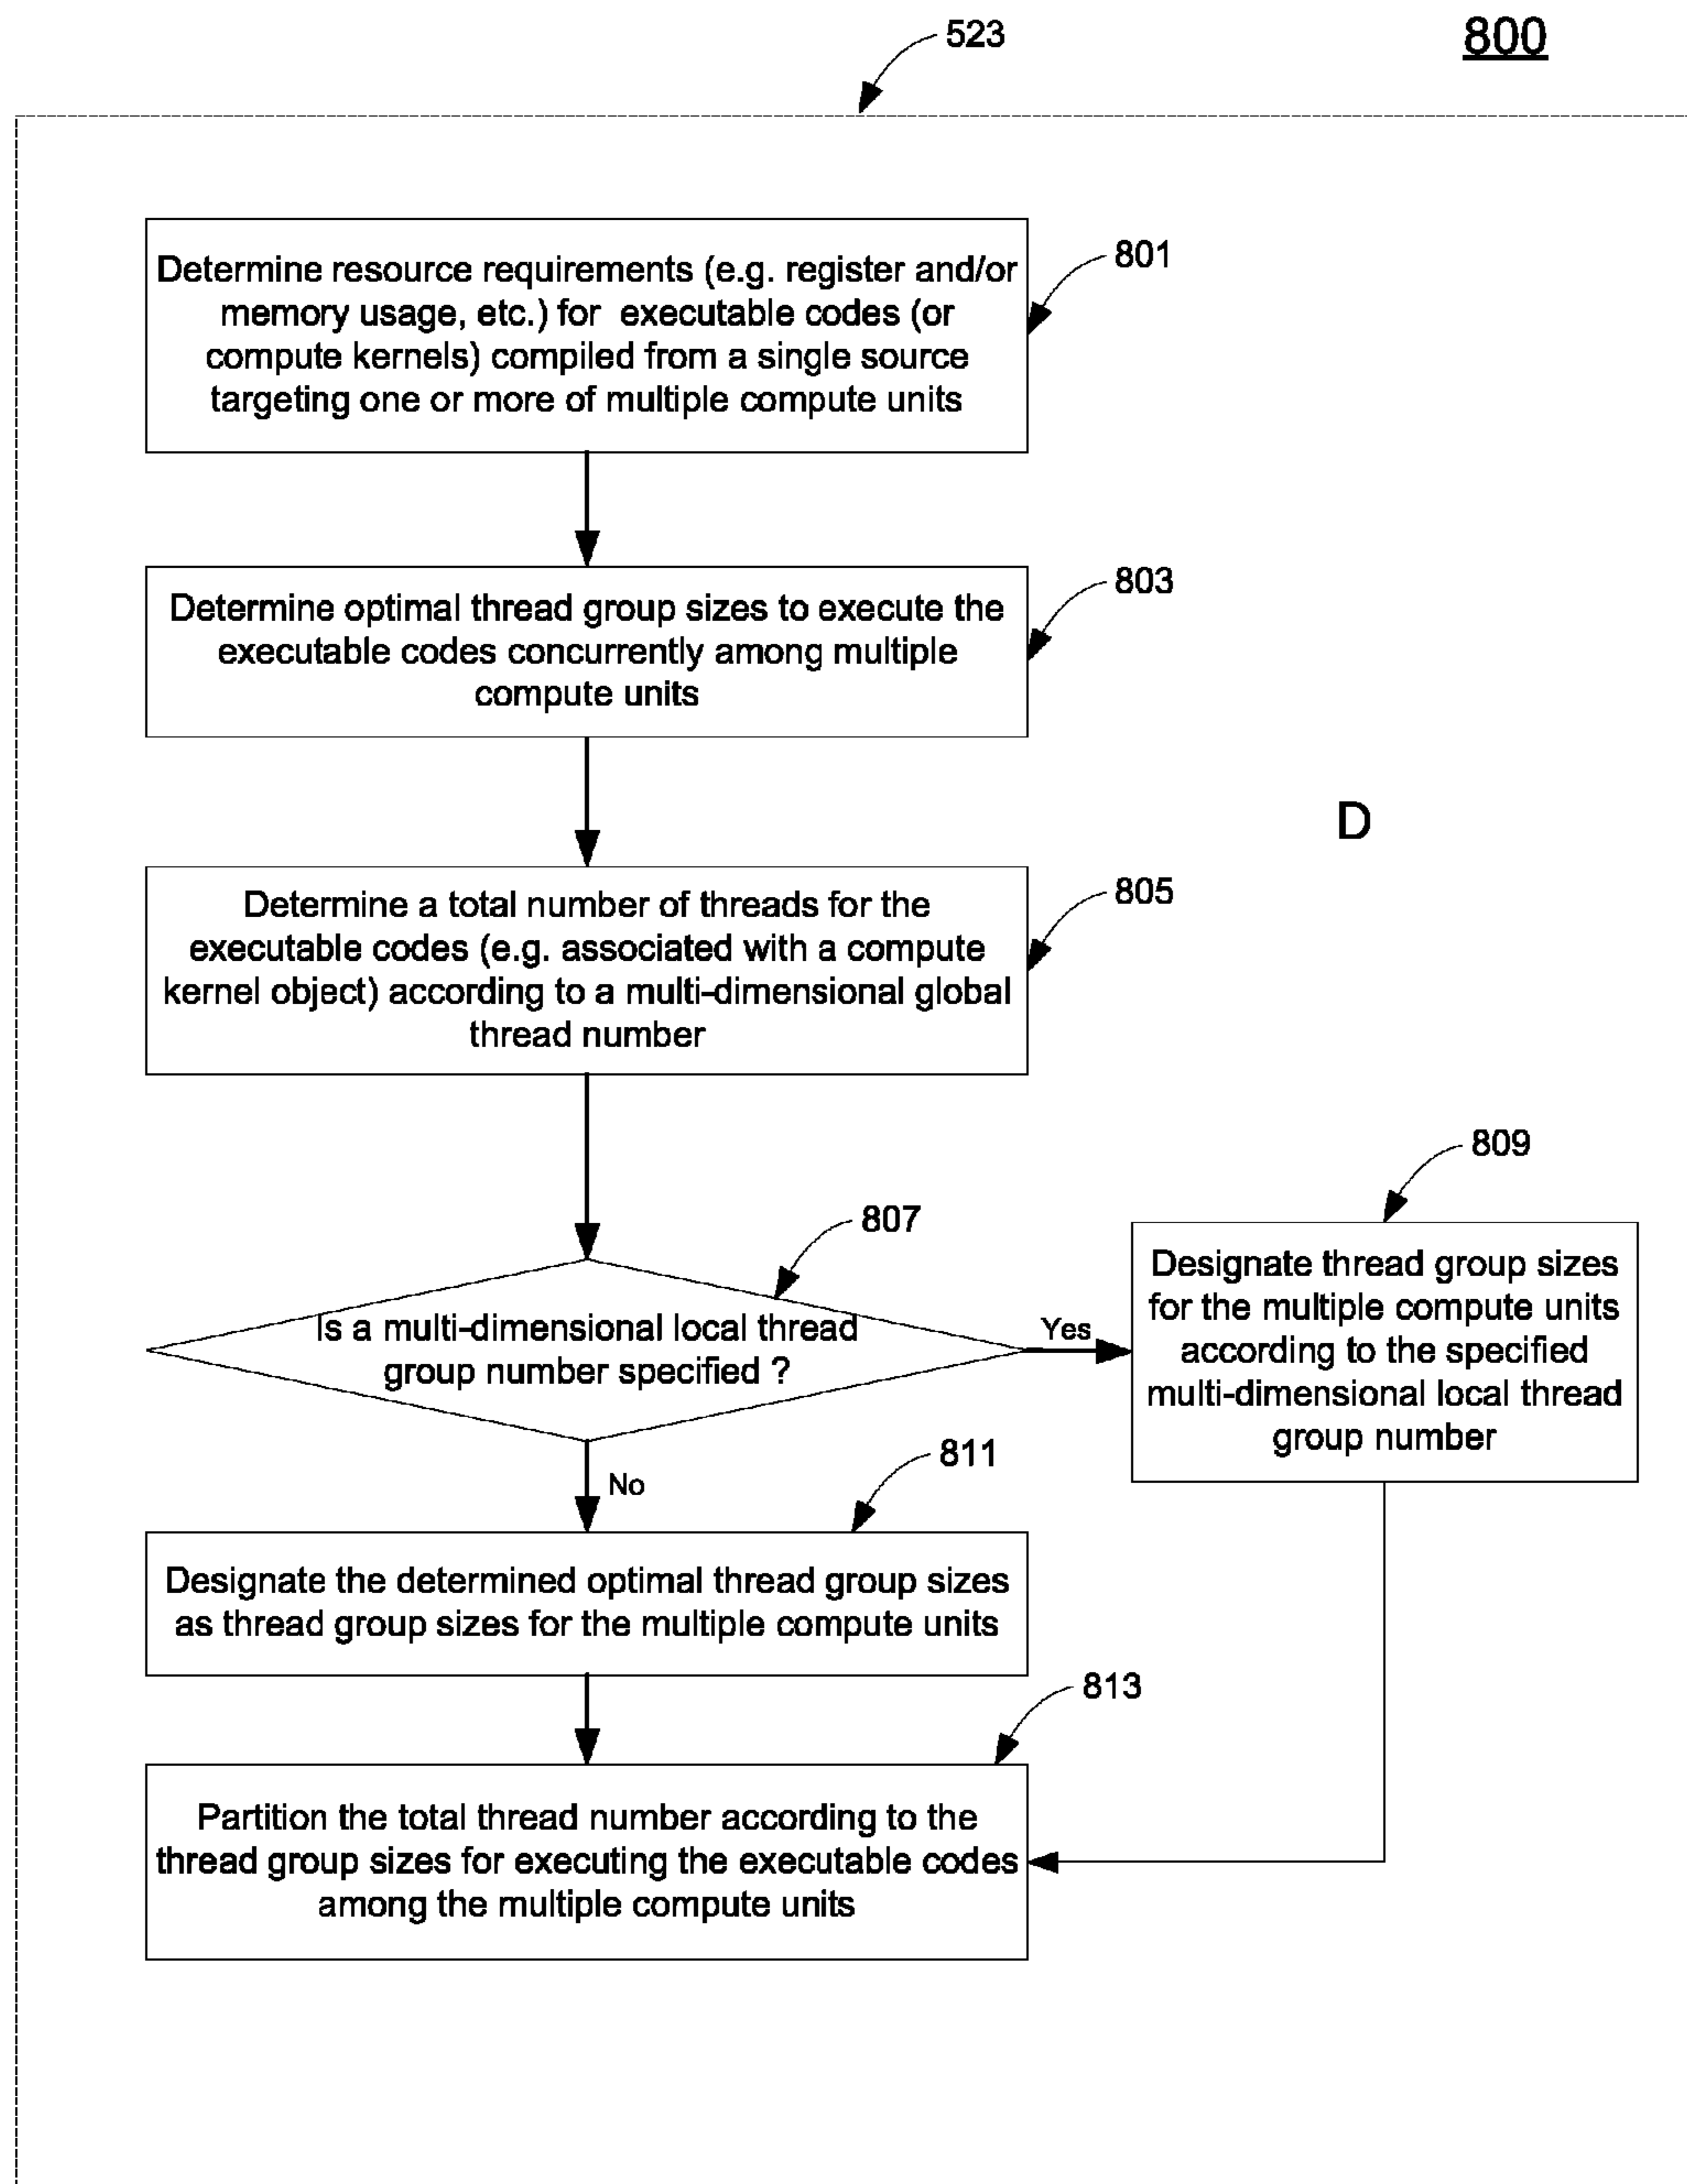 523
800
Determine resource requirements (e.g. register and/or
memory usage, etc.) for executable codes (or
compute kernels) compiled from a single source
targeting one or more of multiple compute units
801
Determine optimal thread group sizes to execute the
executable codes concurrently among multiple
compute units
803
D
Determine a total number of threads for the
executable codes (e.g. associated with a compute
kernel object) according to a multi-dimensional global
thread number
805
807
Is a multi-dimensional local thread
group number specified ?
Yes
809
Designate thread group sizes
for the multiple compute units
according to the specified
multi-dimensional local thread
group number
No
811
Designate the determined optimal thread group sizes
as thread group sizes for the multiple compute units
813
Partition the total thread number according to the
thread group sizes for executing the executable codes
among the multiple compute units